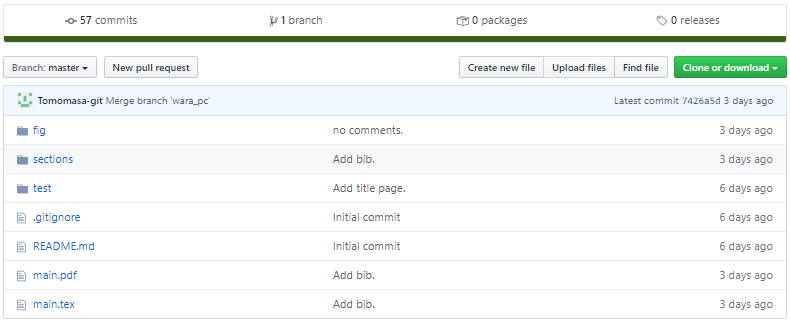 57 commits 1 branch 0 packages 0 releases
Branch: master New pull request Create new file Upload files Find file Clone or download
Tomomasa-git Merge branch 'wara_pc' Latest commit 7426a5d 3 days ago
fig no comments. 3 days ago
sections Add bib. 3 days ago
test Add title page. 6 days ago
.gitignore Initial commit 6 days ago
README.md Initial commit 6 days ago
main.pdf Add bib. 3 days ago
main.tex Add bib. 3 days ago